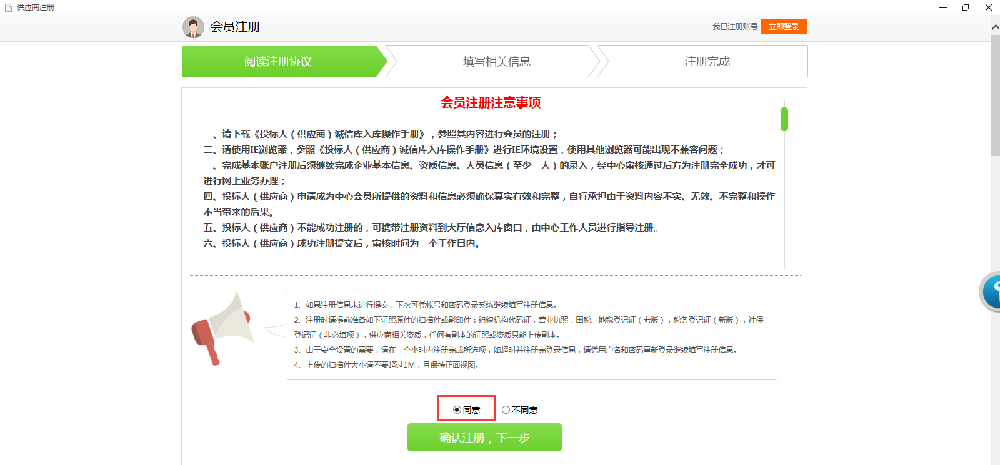 供应商注册
会员注册
我已注册账号 立即登录
阅读注册协议 填写相关信息 注册完成
会员注册注意事项
一、请下载《投标人（供应商）诚信库入库操作手册》，参照其内容进行会员的注册；
二、请使用IE浏览器，参照《投标人（供应商）诚信库入库操作手册》进行IE环境设置，使用其他浏览器可能出现不兼容问题；
三、完成基本账户注册后须继续完成企业基本信息、资质信息、人员信息（至少一人）的录入，经中心审核通过后方为注册完全成功，才可
进行网上业务办理；
四、投标人（供应商）申请成为中心会员所提供的资料和信息必须确保真实有效和完整，自行承担由于资料内容不实、无效、不完整和操作
不当带来的后果。
五、投标人（供应商）不能成功注册的，可携带注册资料到大厅信息入库窗口，由中心工作人员进行指导注册。
六、投标人（供应商）成功注册提交后，审核时间为三个工作日内。
1、如果注册信息未进行提交，下次可凭帐号和密码登录系统继续填写注册信息。
2、注册时请提前准备如下证照原件的扫描件或影印件：组织机构代码证，营业执照，国税、地税登记证（老版），税务登记证（新版），社保
登记证（非必填项），供应商相关资质，任何有副本的证照或资质只能上传副本。
3、由于安全设置的需要，请在一个小时内注册完成所选项，如超时并注册完登录信息，请凭用户名和密码重新登录继续填写注册信息。
4、上传的扫描件大小请不要超过1M，且保持正面视图。
同意 不同意
确认注册，下一步